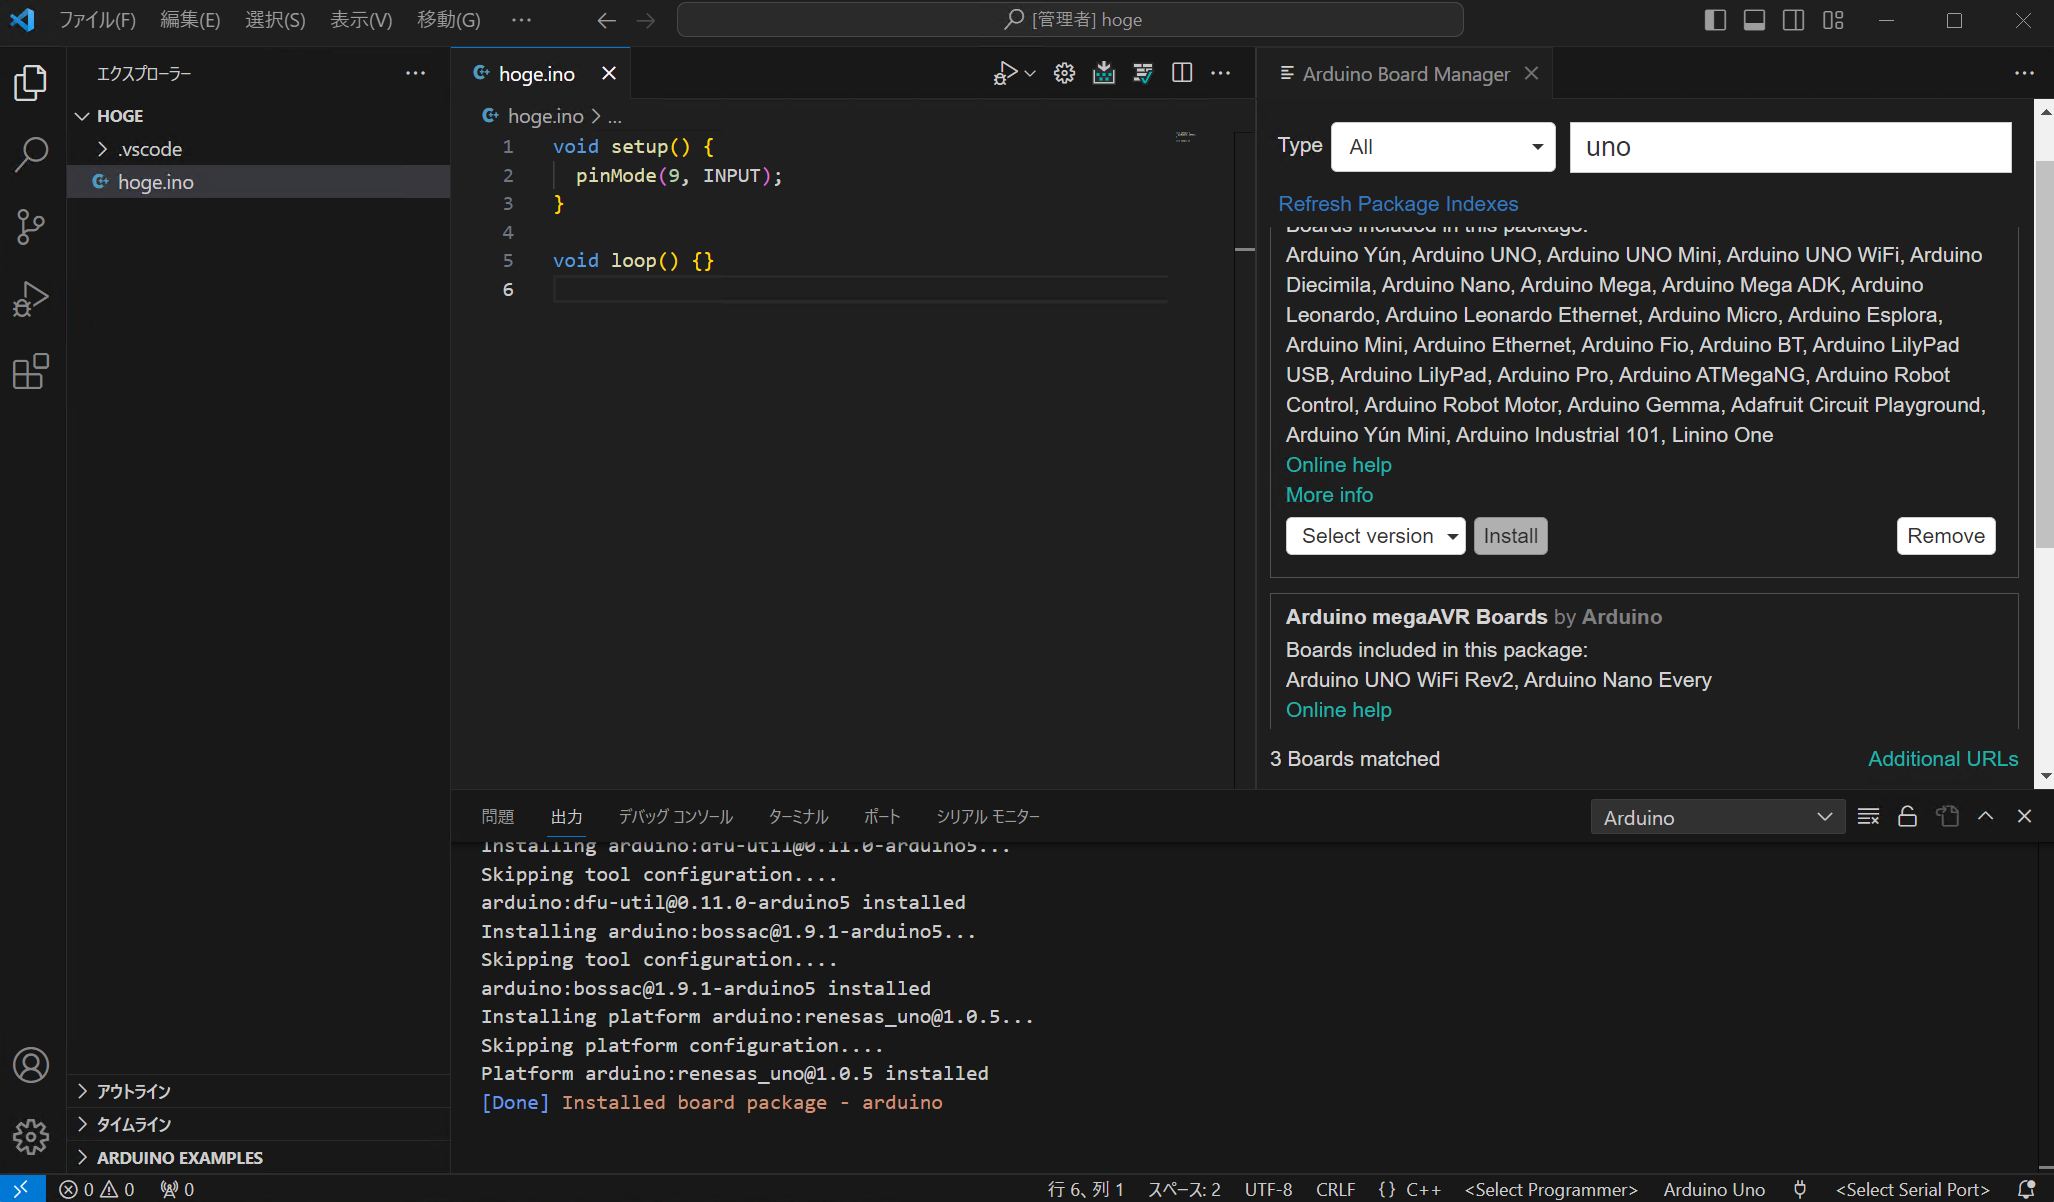 ファイル(F) 編集(E) 選択(S) 表示(V) 移動(G) ··· [管理者] hoge
エクスプローラー ···
HOGE
.vscode
hoge.ino
アウトライン
タイムライン
ARDUINO EXAMPLES
hoge.ino
hoge.ino > ...
1 void setup() {
2 pinMode(9, INPUT);
3 }
4
5 void loop() {}
6
Arduino Board Manager
Type All uno
Refresh Package Indexes
Boards included in this package:
Arduino Yún, Arduino UNO, Arduino UNO Mini, Arduino UNO WiFi, Arduino
Diecimila, Arduino Nano, Arduino Mega, Arduino Mega ADK, Arduino
Leonardo, Arduino Leonardo Ethernet, Arduino Micro, Arduino Esplora,
Arduino Mini, Arduino Ethernet, Arduino Fio, Arduino BT, Arduino LilyPad
USB, Arduino LilyPad, Arduino Pro, Arduino ATMegaNG, Arduino Robot
Control, Arduino Robot Motor, Arduino Gemma, Adafruit Circuit Playground,
Arduino Yún Mini, Arduino Industrial 101, Linino One
Online help
More info
Select version Install Remove
Arduino megaAVR Boards by Arduino
Boards included in this package:
Arduino UNO WiFi Rev2, Arduino Nano Every
Online help
3 Boards matched Additional URLs
問題 出力 デバッグ コンソール ターミナル ポート シリアル モニター Arduino
Installing arduino:dfu-util@0.11.0-arduino5...
Skipping tool configuration....
arduino:dfu-util@0.11.0-arduino5 installed
Installing arduino:bossac@1.9.1-arduino5...
Skipping tool configuration....
arduino:bossac@1.9.1-arduino5 installed
Installing platform arduino:renesas_uno@1.0.5...
Skipping platform configuration....
Platform arduino:renesas_uno@1.0.5 installed
[Done] Installed board package - arduino
0 0 0 行 6、列 1 スペース: 2 UTF-8 CRLF {} C++ <Select Programmer> Arduino Uno <Select Serial Port>